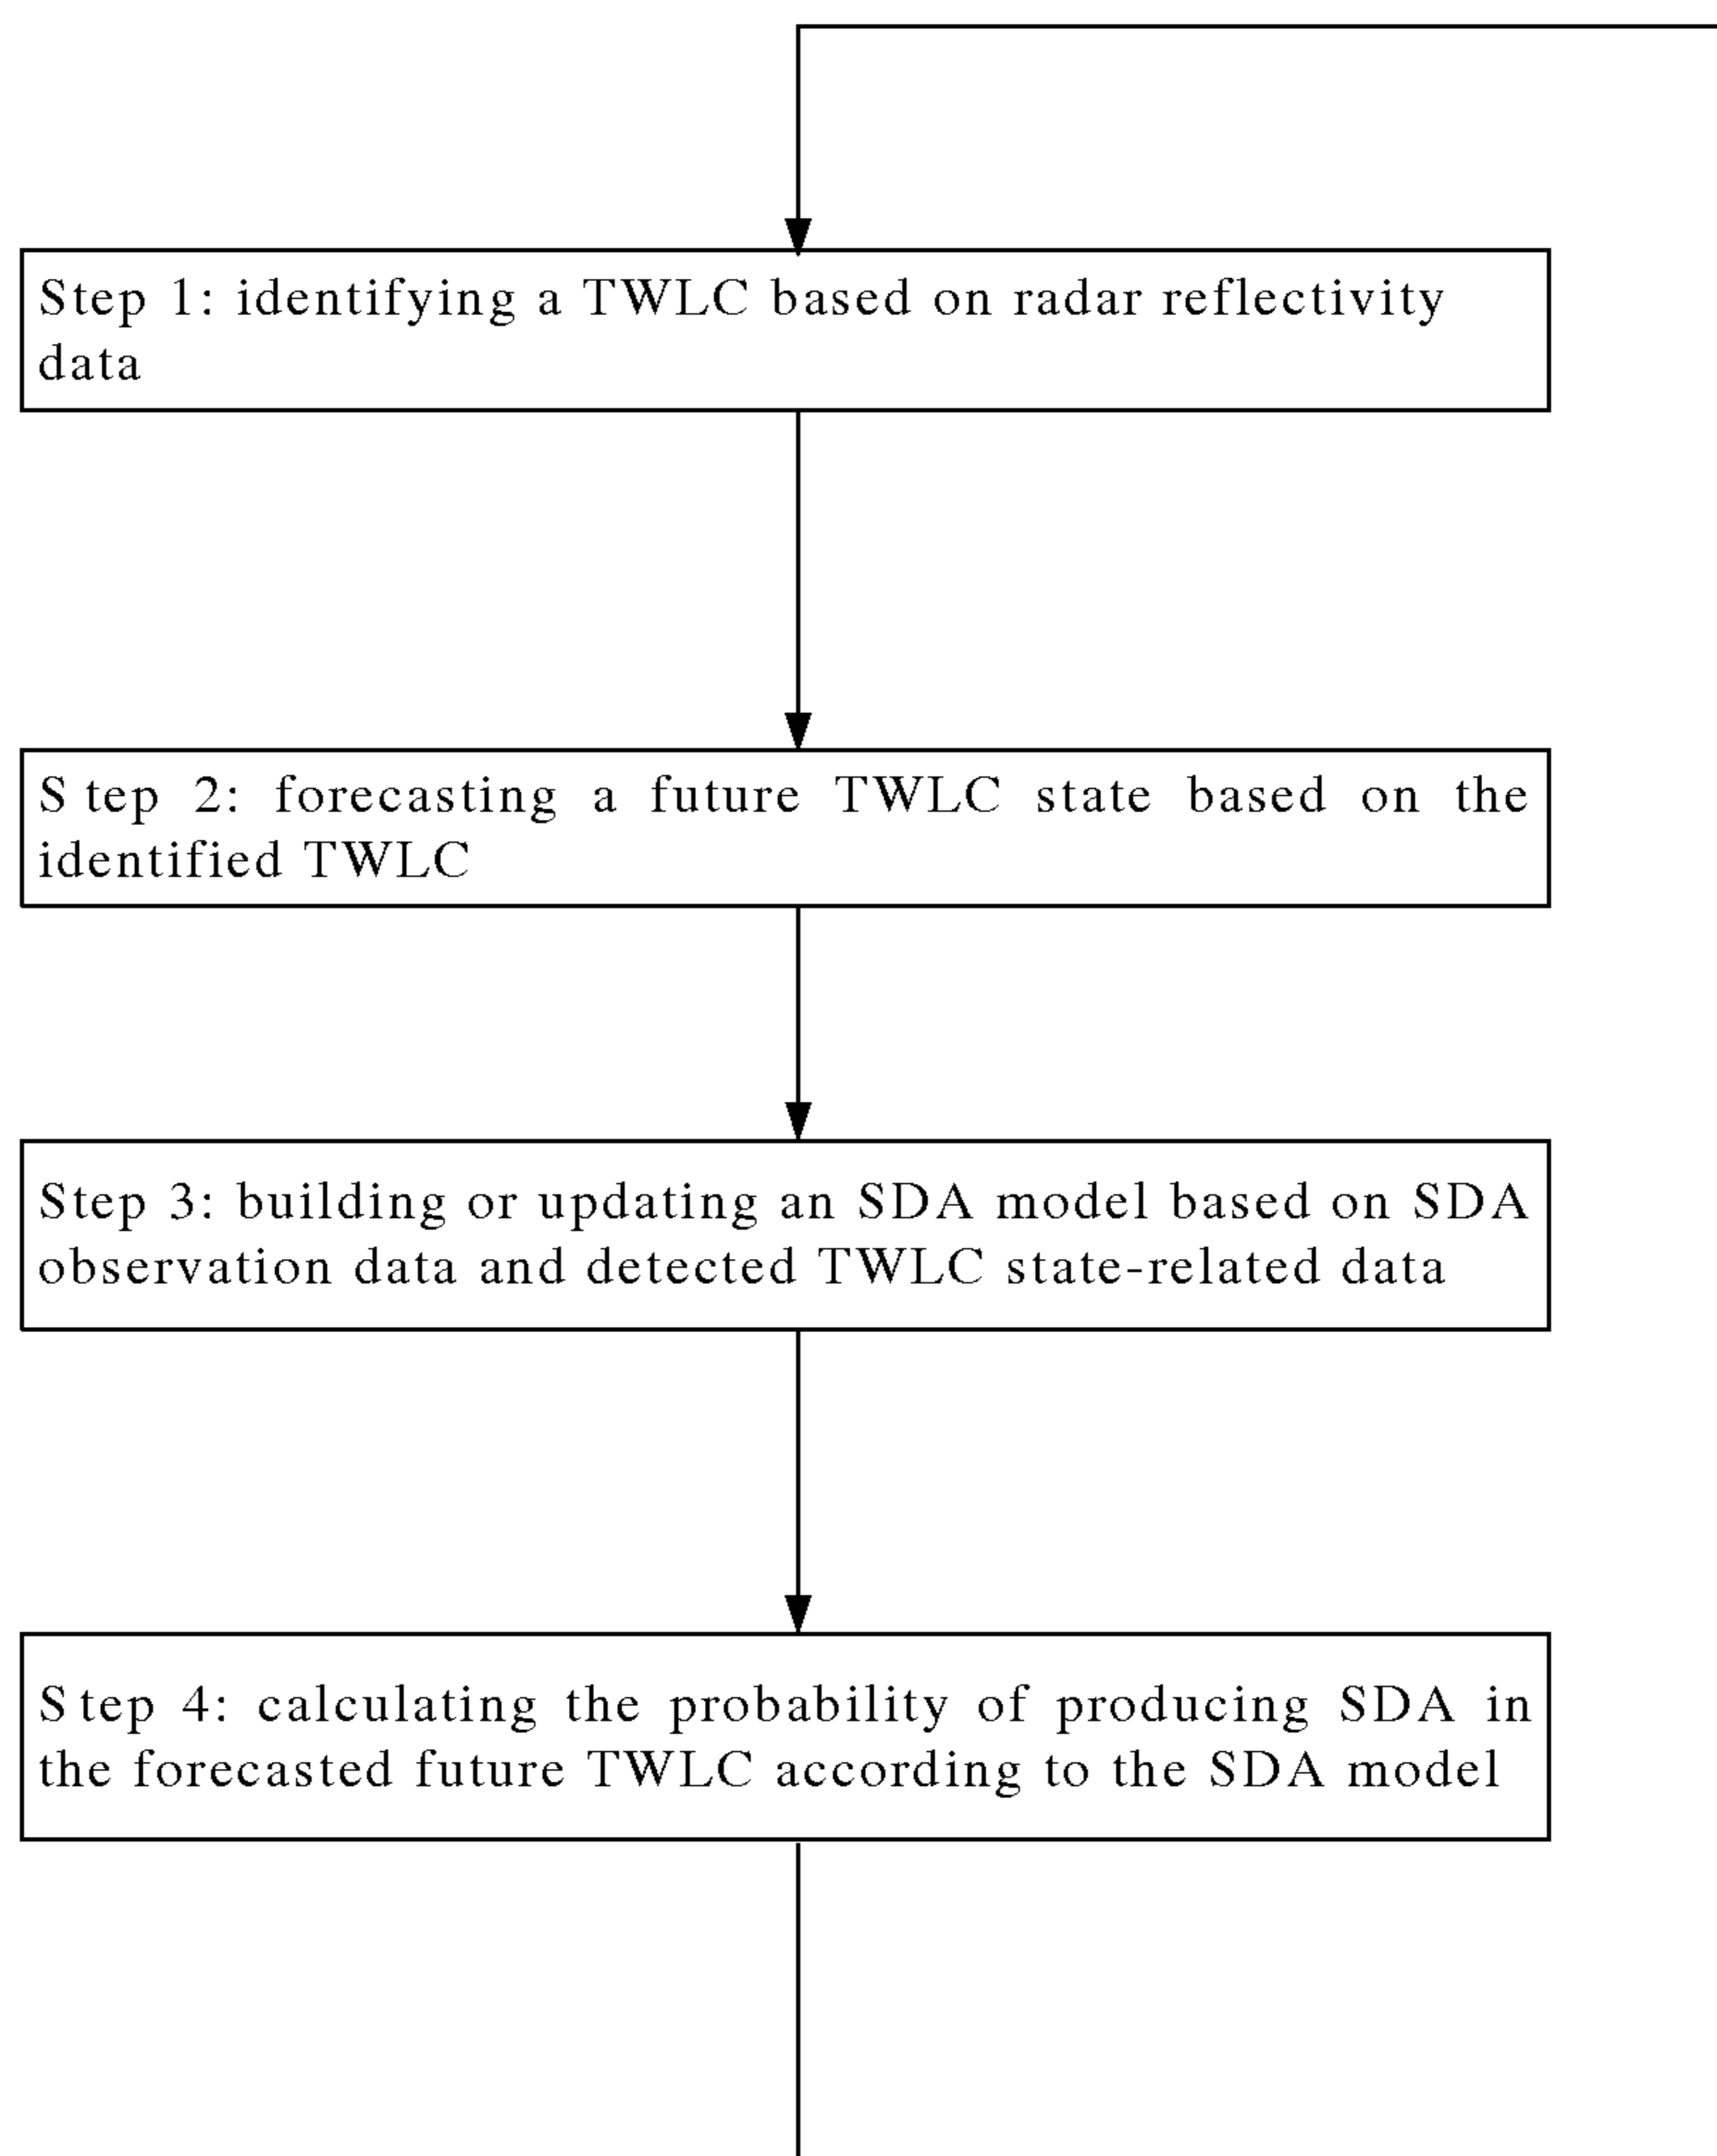 Step 1: identifying a TWLC based on radar reflectivity
data
Step 2: forecasting a future TWLC state based on the
identified TWLC
Step 3: building or updating an SDA model based on SDA
observation data and detected TWLC state-related data
Step 4: calculating the probability of producing SDA in
the forecasted future TWLC according to the SDA model